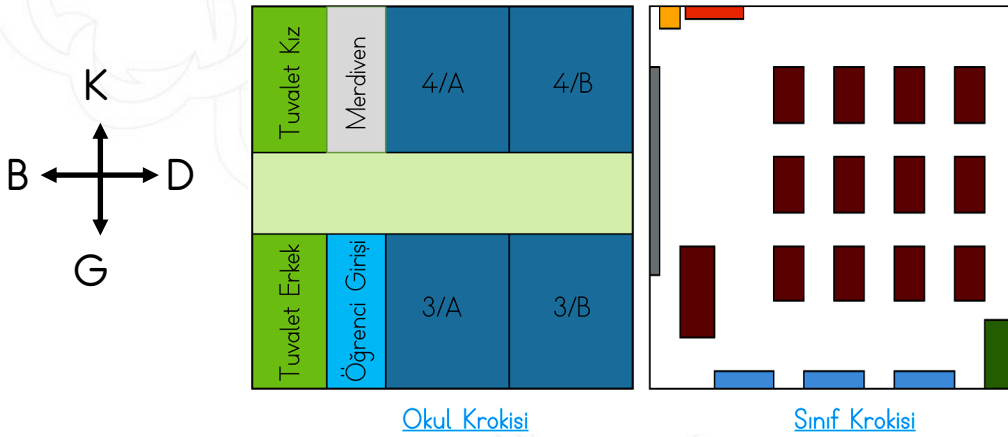 K
B
D
G
Tuvalet Kız
Merdiven
4/A
4/B
Tuvalet Erkek
Öğrenci Girişi
3/A
3/B
Okul Krokisi
Sınıf Krokisi